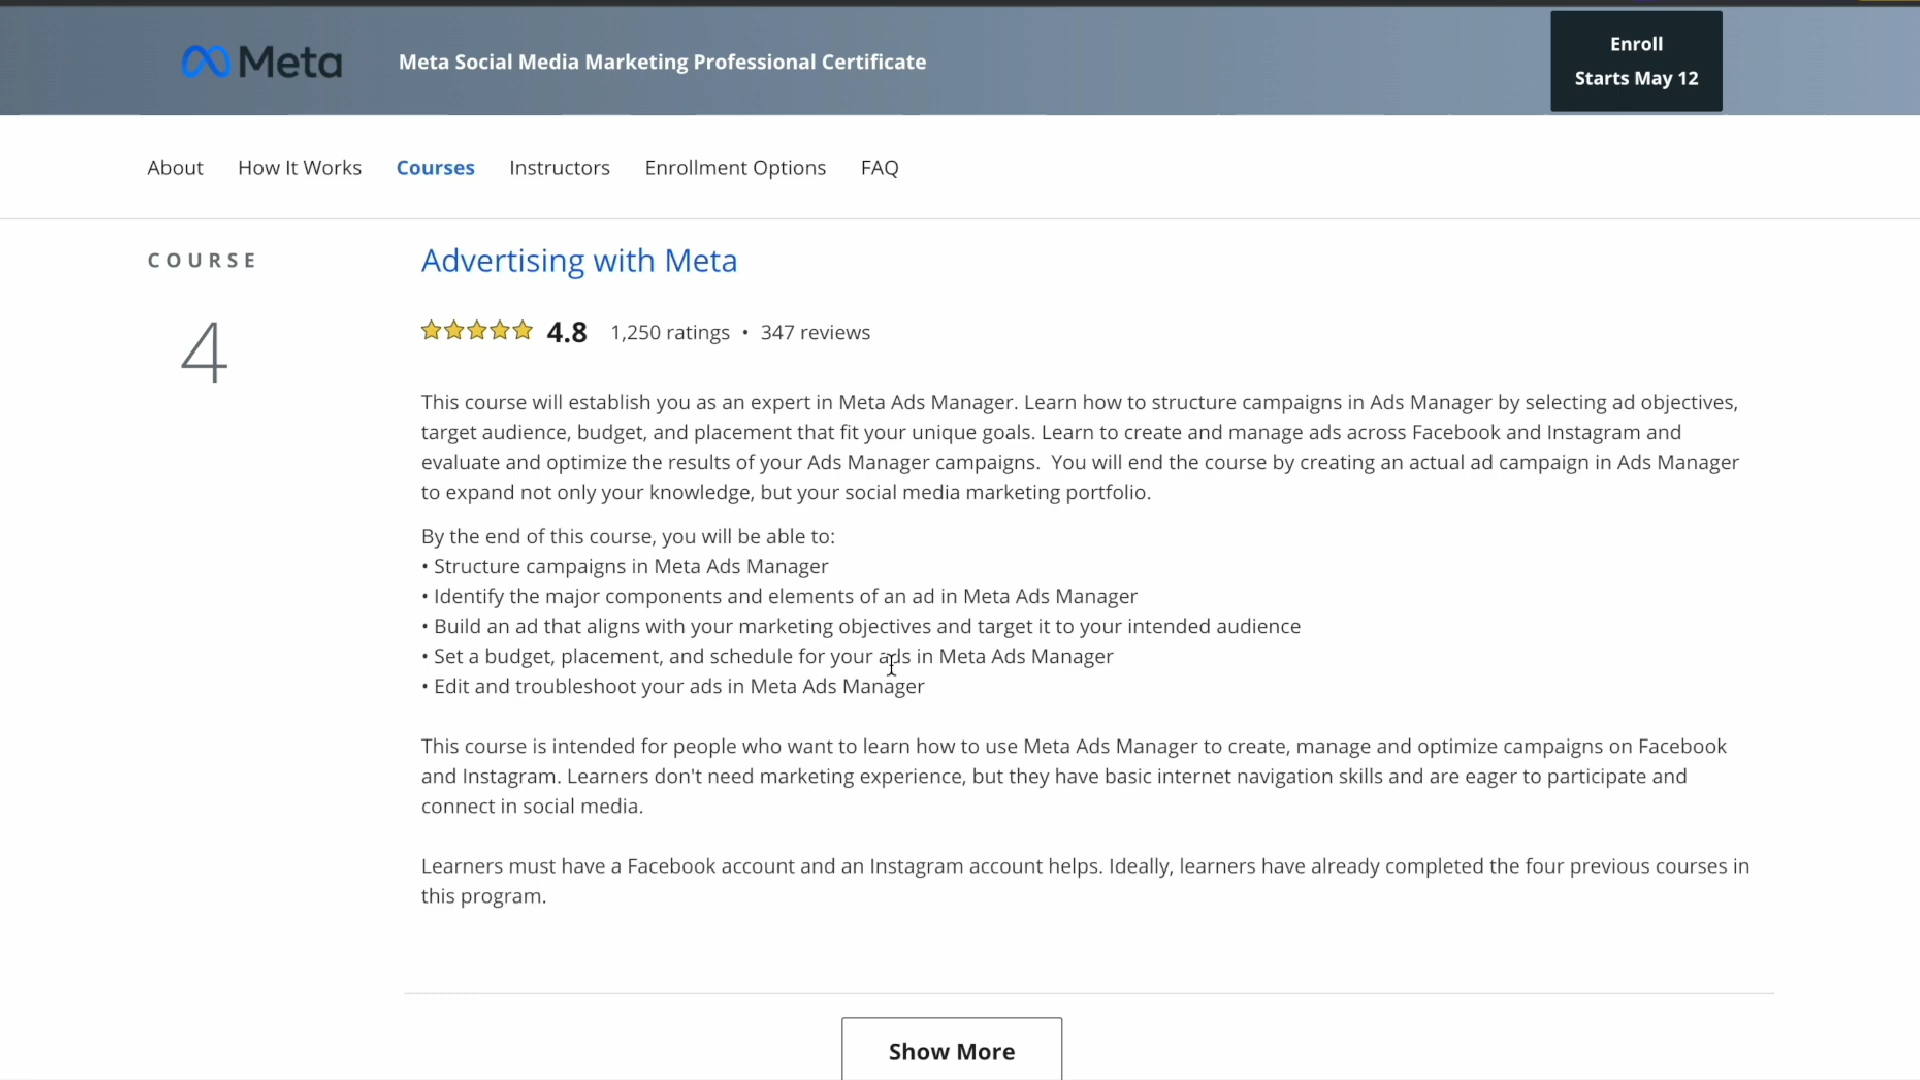 Meta
Meta Social Media Marketing Professional Certificate
Enroll
Starts May 12
About
How It Works
Courses
Instructors
Enrollment Options
FAQ
COURSE
4
Advertising with Meta
4.8 1,250 ratings • 347 reviews
This course will establish you as an expert in Meta Ads Manager. Learn how to structure campaigns in Ads Manager by selecting ad objectives,
target audience, budget, and placement that fit your unique goals. Learn to create and manage ads across Facebook and Instagram and
evaluate and optimize the results of your Ads Manager campaigns.  You will end the course by creating an actual ad campaign in Ads Manager
to expand not only your knowledge, but your social media marketing portfolio.
By the end of this course, you will be able to:
• Structure campaigns in Meta Ads Manager
• Identify the major components and elements of an ad in Meta Ads Manager
• Build an ad that aligns with your marketing objectives and target it to your intended audience
• Set a budget, placement, and schedule for your ads in Meta Ads Manager
• Edit and troubleshoot your ads in Meta Ads Manager
This course is intended for people who want to learn how to use Meta Ads Manager to create, manage and optimize campaigns on Facebook
and Instagram. Learners don't need marketing experience, but they have basic internet navigation skills and are eager to participate and
connect in social media.
Learners must have a Facebook account and an Instagram account helps. Ideally, learners have already completed the four previous courses in
this program.
Show More